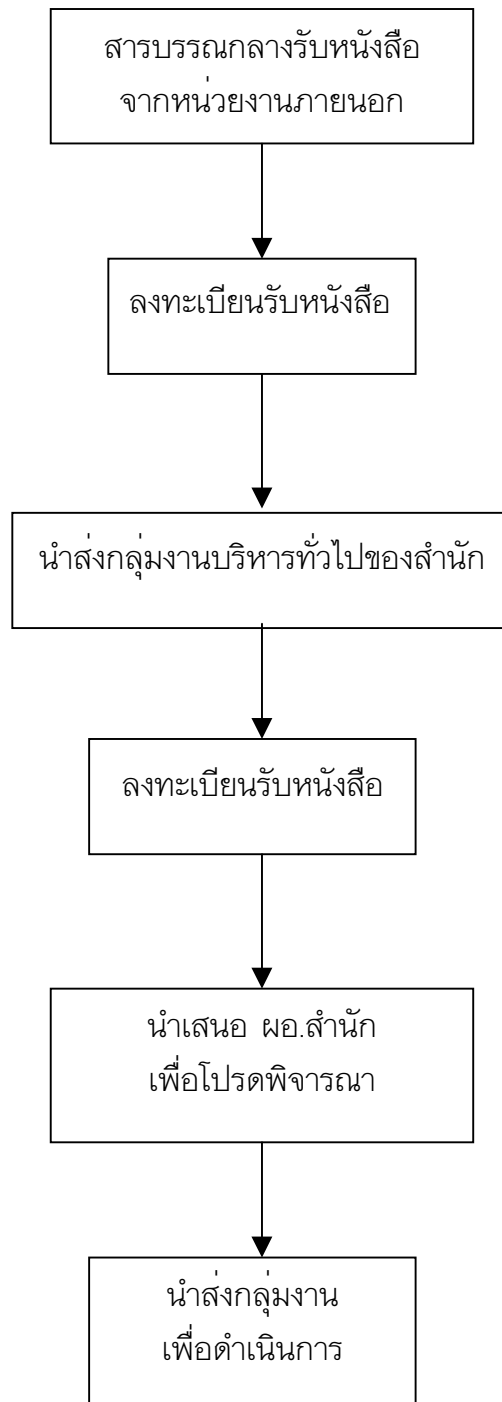 สารบรรณกลางรับหนังสือ
จากหน่วยงานภายนอก
ลงทะเบียนรับหนังสือ
นำส่งกลุ่มงานบริหารทั่วไปของสำนัก
ลงทะเบียนรับหนังสือ
นำเสนอ ผอ.สำนัก
เพื่อโปรดพิจารณา
นำส่งกลุ่มงาน
เพื่อดำเนินการ